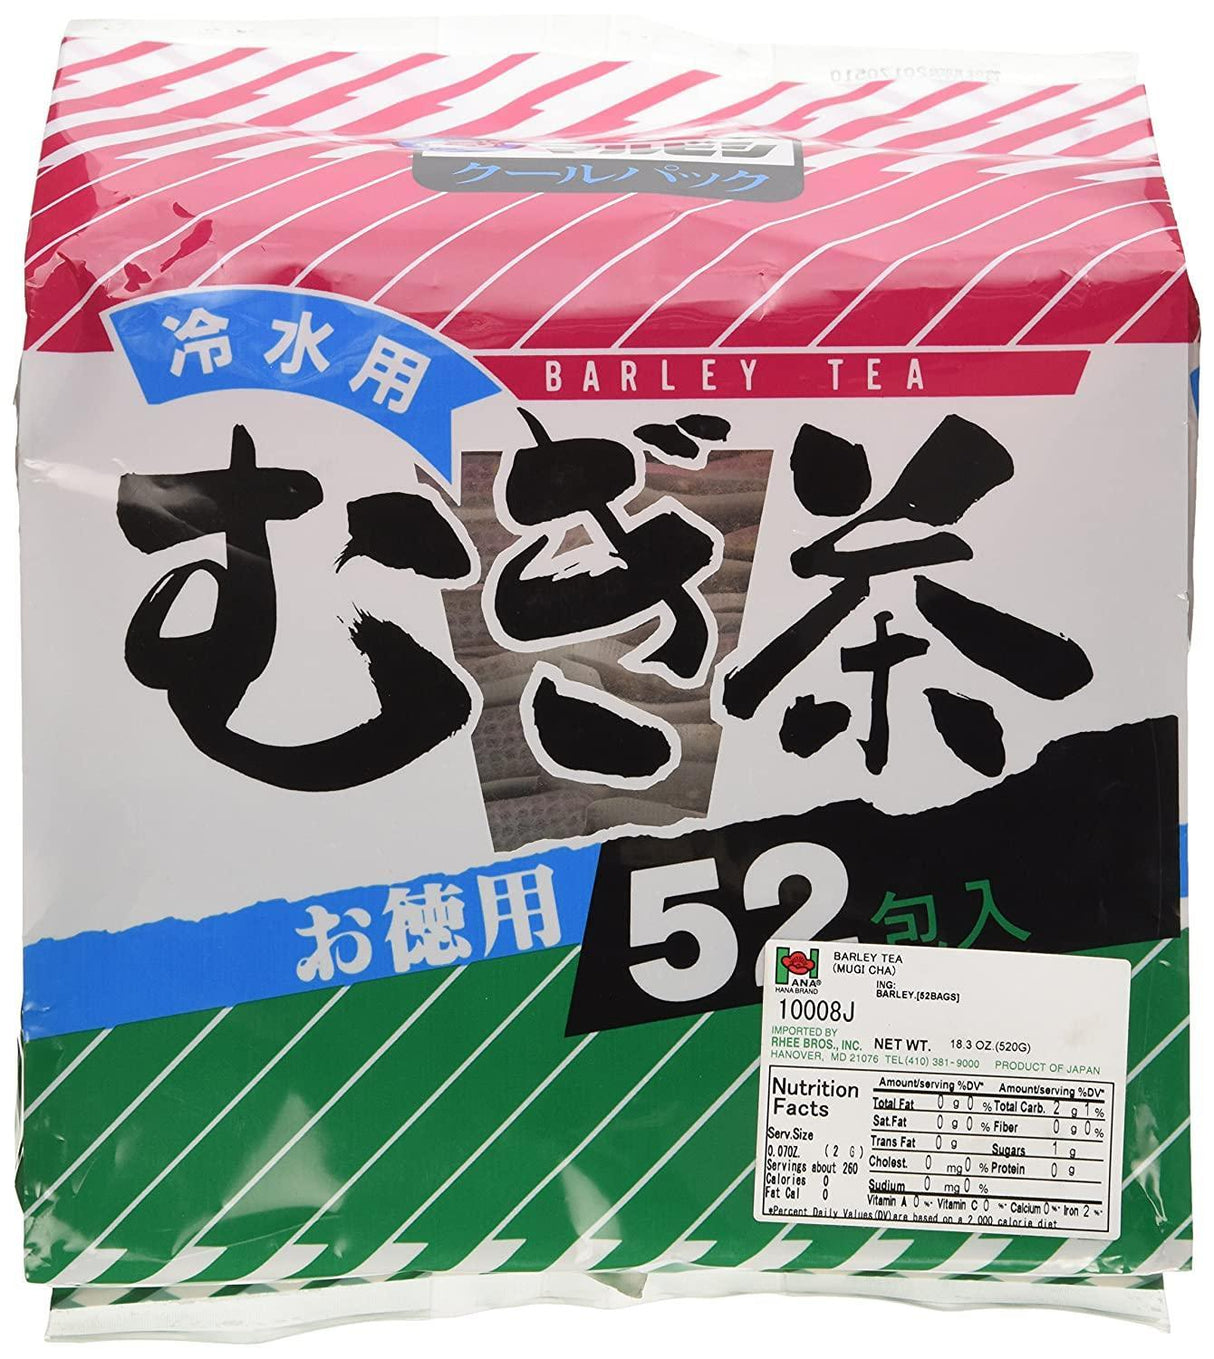 クールパック
冷水用
BARLEY TEA
むぎ茶
お徳用 52 包入
HANA®
HANA BRAND
BARLEY TEA
(MUGI CHA)
ING:
BARLEY.[52BAGS]
10008J
IMPORTED BY
RHEE BROS., INC. NET WT. 18.3 OZ.(520G)
HANOVER, MD 21076 TEL(410) 381-9000 PRODUCT OF JAPAN
Nutrition
Facts
Serv.Size
0.07OZ. (2 G)
Servings about 260
Calories 0
Fat Cal 0
Amount/serving %DV* Amount/serving %DV*
Total Fat 0 g 0 % Total Carb. 2 g 1 %
Sat.Fat 0 g 0 % Fiber 0 g 0 %
Trans Fat 0 g Sugars 1 g
Cholest. 0 mg 0 % Protein 0 g
Sudium 0 mg 0 %
Vitamin A 0 %• Vitamin C 0 %• Calcium 0 %• Iron 2 %•
*Percent Daily Values(DV)are based on a 2,000 calorie diet